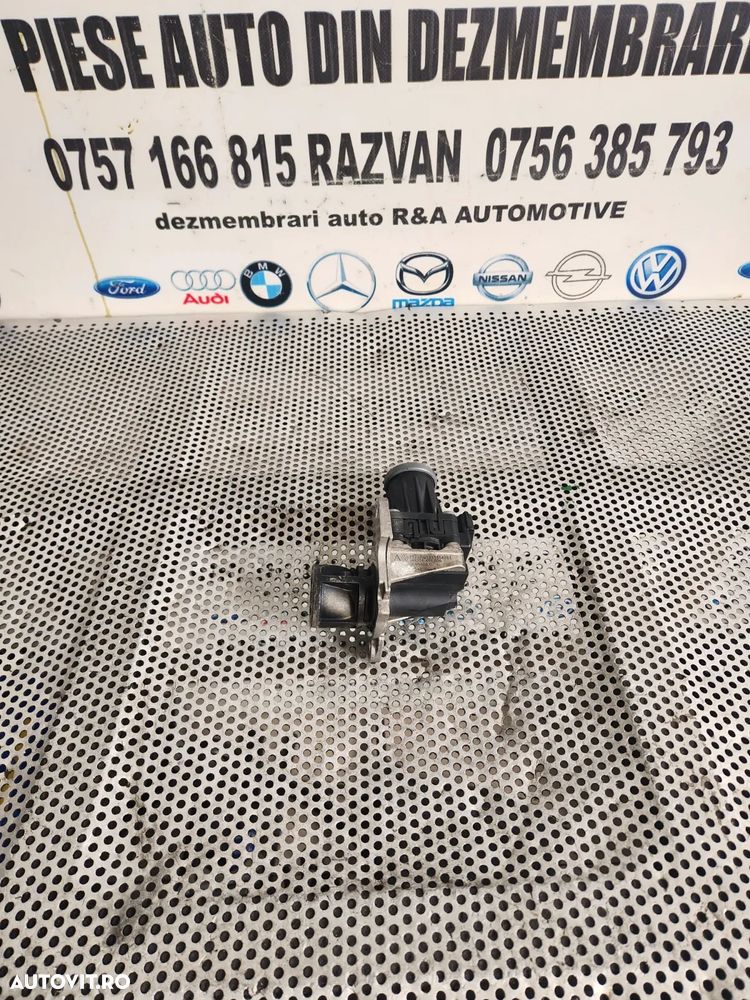 PIESE AUTO DIN DEZMEMBRARI
0757 166 815 RAZVAN 0756 385 793
dezmembrari auto R&A AUTOMOTIVE
Ford Audi BMW mazda NISSAN
AUTOVIT.RO